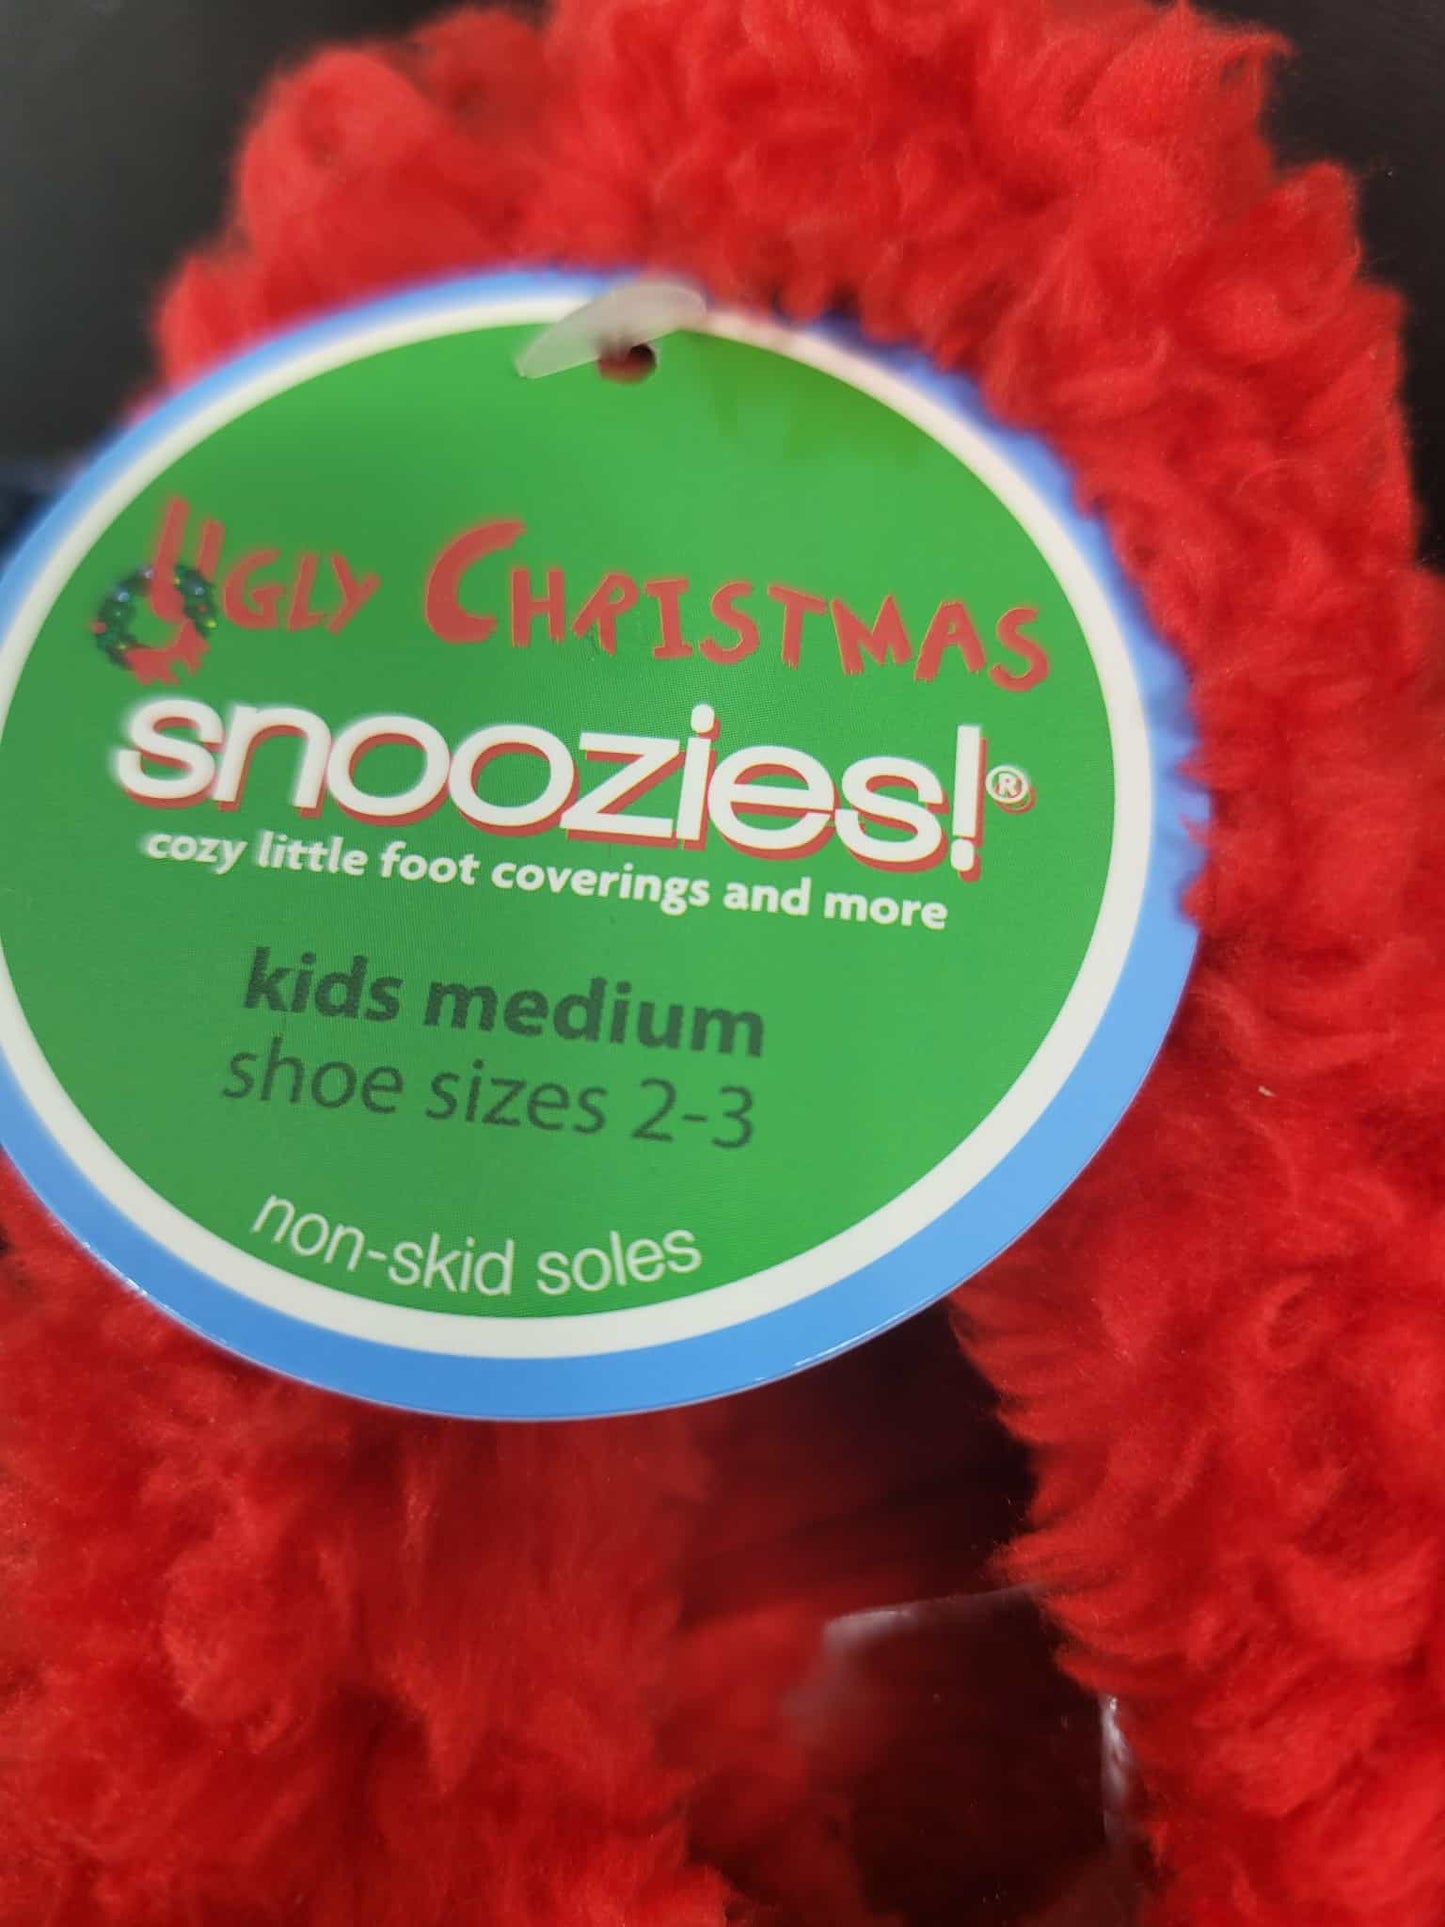 Ugly Christmas
snoozies!®
cozy little foot coverings and more
kids medium
shoe sizes 2-3
non-skid soles